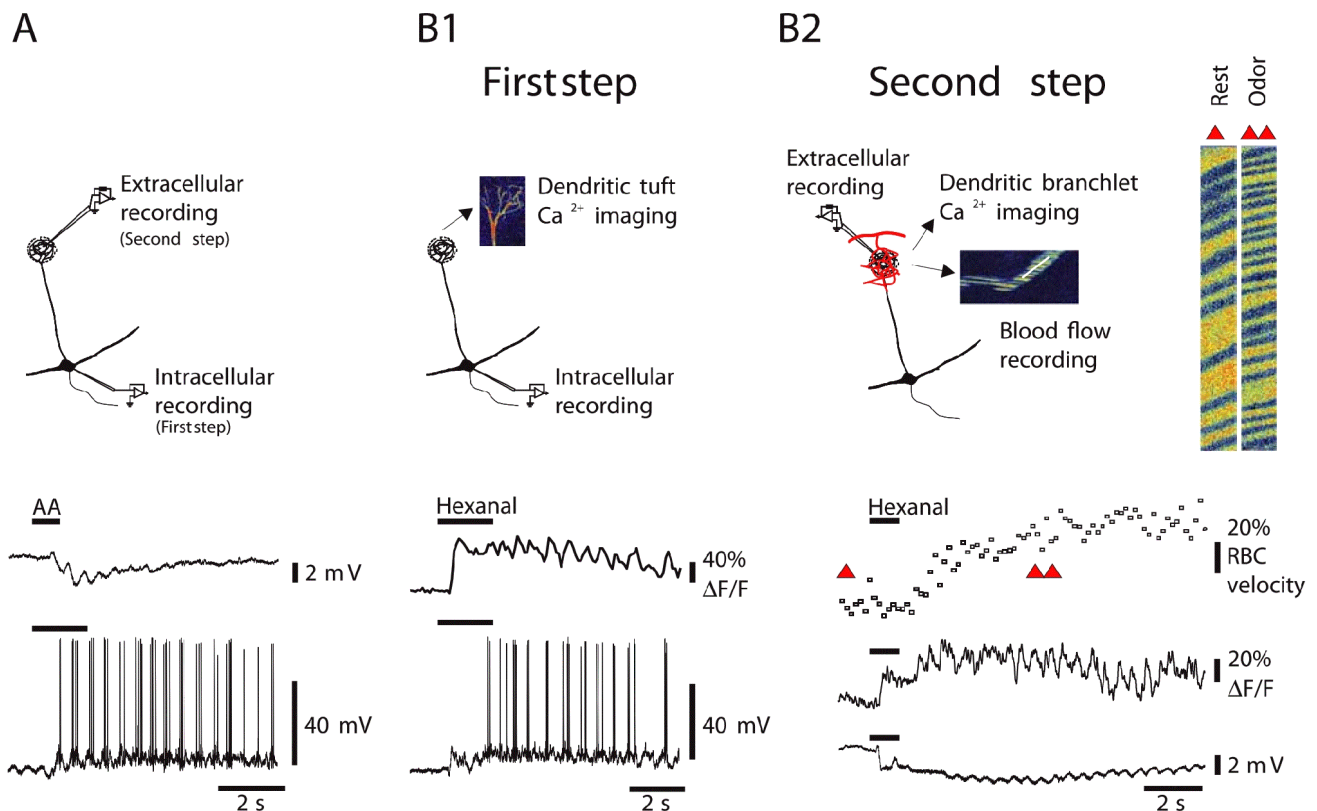 A
B1
B2
First step
Second step
Rest
Odor
Extracellular
recording
(Second step)
Intracellular
recording
(First step)
Dendritic tuft
Ca 2+ imaging
Intracellular
recording
Extracellular
recording
Dendritic branchlet
Ca 2+ imaging
Blood flow
recording
AA
2 mV
40 mV
2 s
Hexanal
40%
ΔF/F
40 mV
2 s
Hexanal
20%
RBC
velocity
20%
ΔF/F
2 mV
2 s